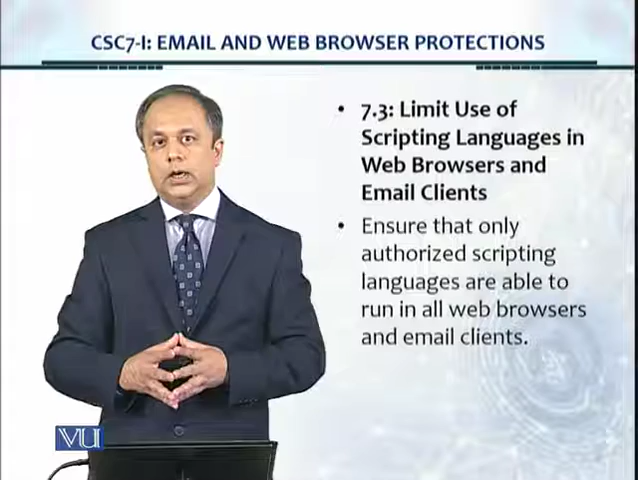 CSC7-I: EMAIL AND WEB BROWSER PROTECTIONS
• 7.3: Limit Use of
Scripting Languages in
Web Browsers and
Email Clients
• Ensure that only
authorized scripting
languages are able to
run in all web browsers
and email clients.
VU